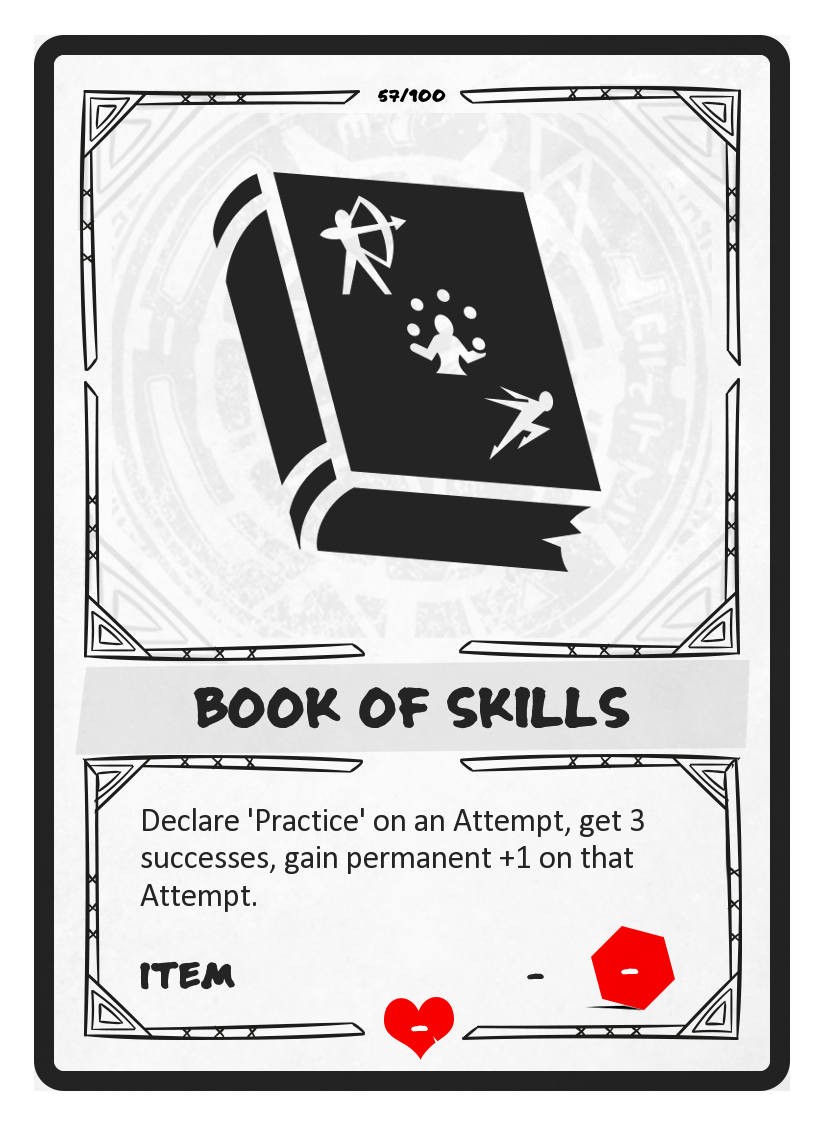 57/100
BOOK OF SKILLS
Declare 'Practice' on an Attempt, get 3
successes, gain permanent +1 on that
Attempt.
ITEM - -
-